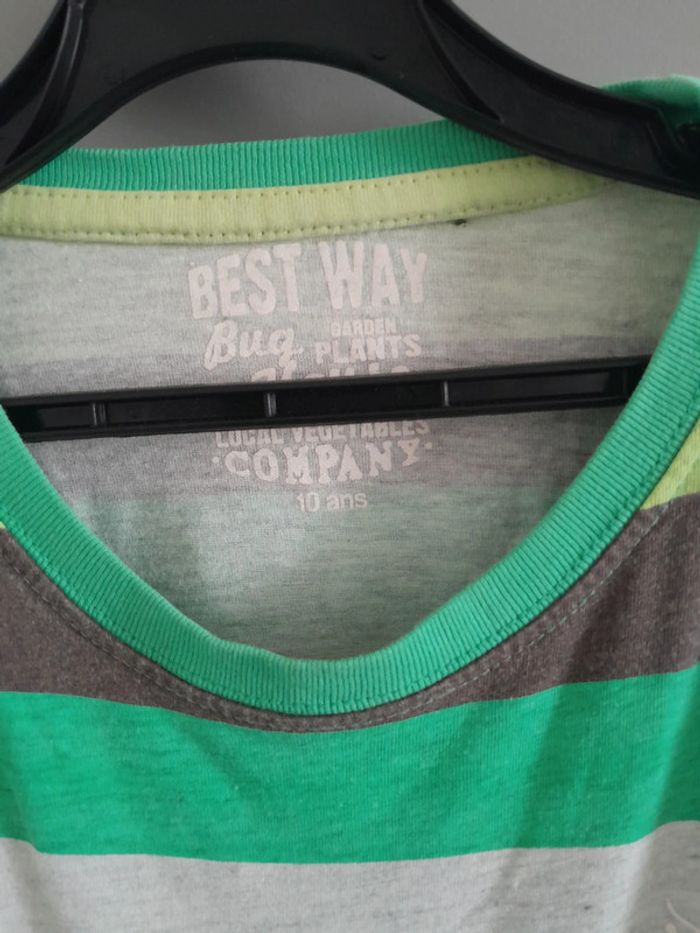 BEST WAY
Bug GARDEN
PLANTS
LOCAL VEGETABLES
·COMPANY·
10 ans